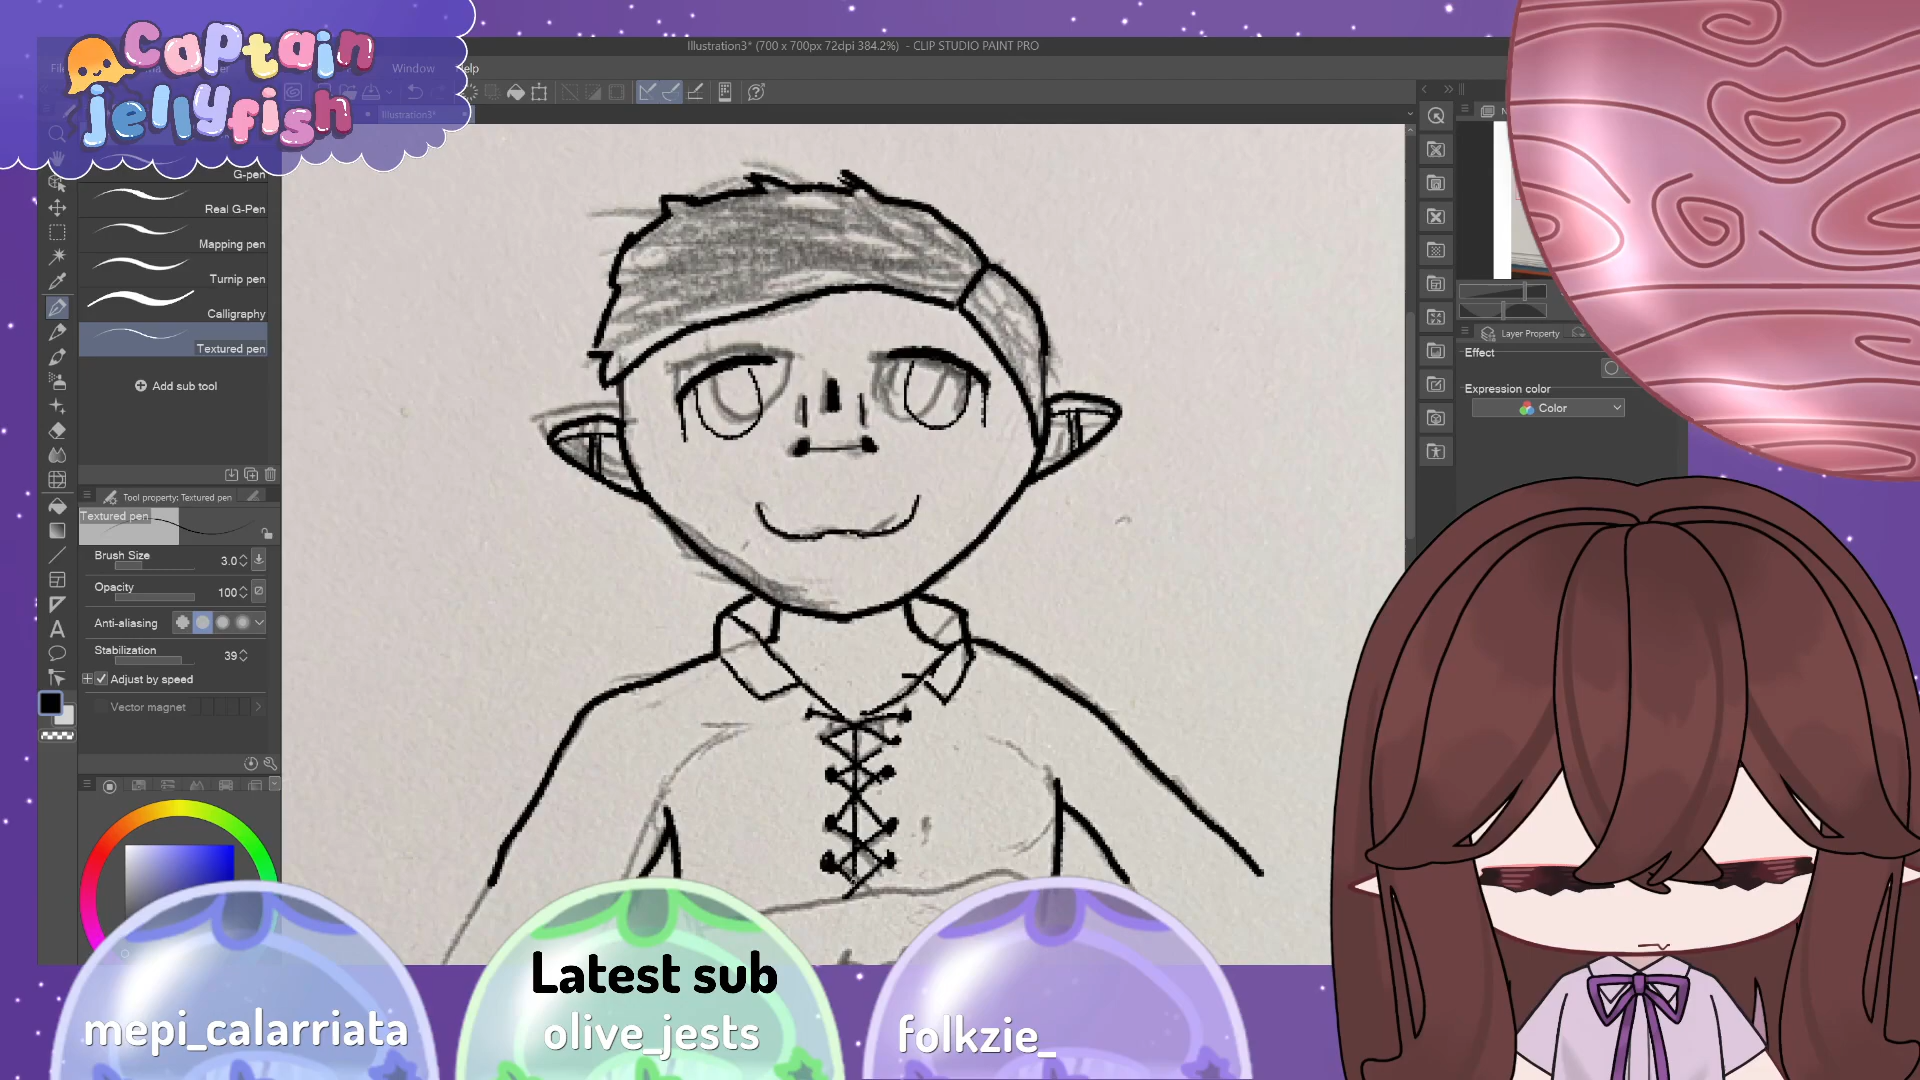 captain
jellyfish
Illustration3* (700 x 700px 72dpi 384.2%) - CLIP STUDIO PAINT PRO
Window
Help
Illustration3*
G-pen
Real G-Pen
Mapping pen
Turnip pen
Calligraphy
Textured pen
Add sub tool
Tool property: Textured pen
Textured pen
Brush Size
3.0
Opacity
100
Anti-aliasing
Stabilization
39
Adjust by speed
Vector magnet
Layer Property
Effect
Expression color
Color
Latest sub
mepi_calarriata
olive_jests
folkzie_